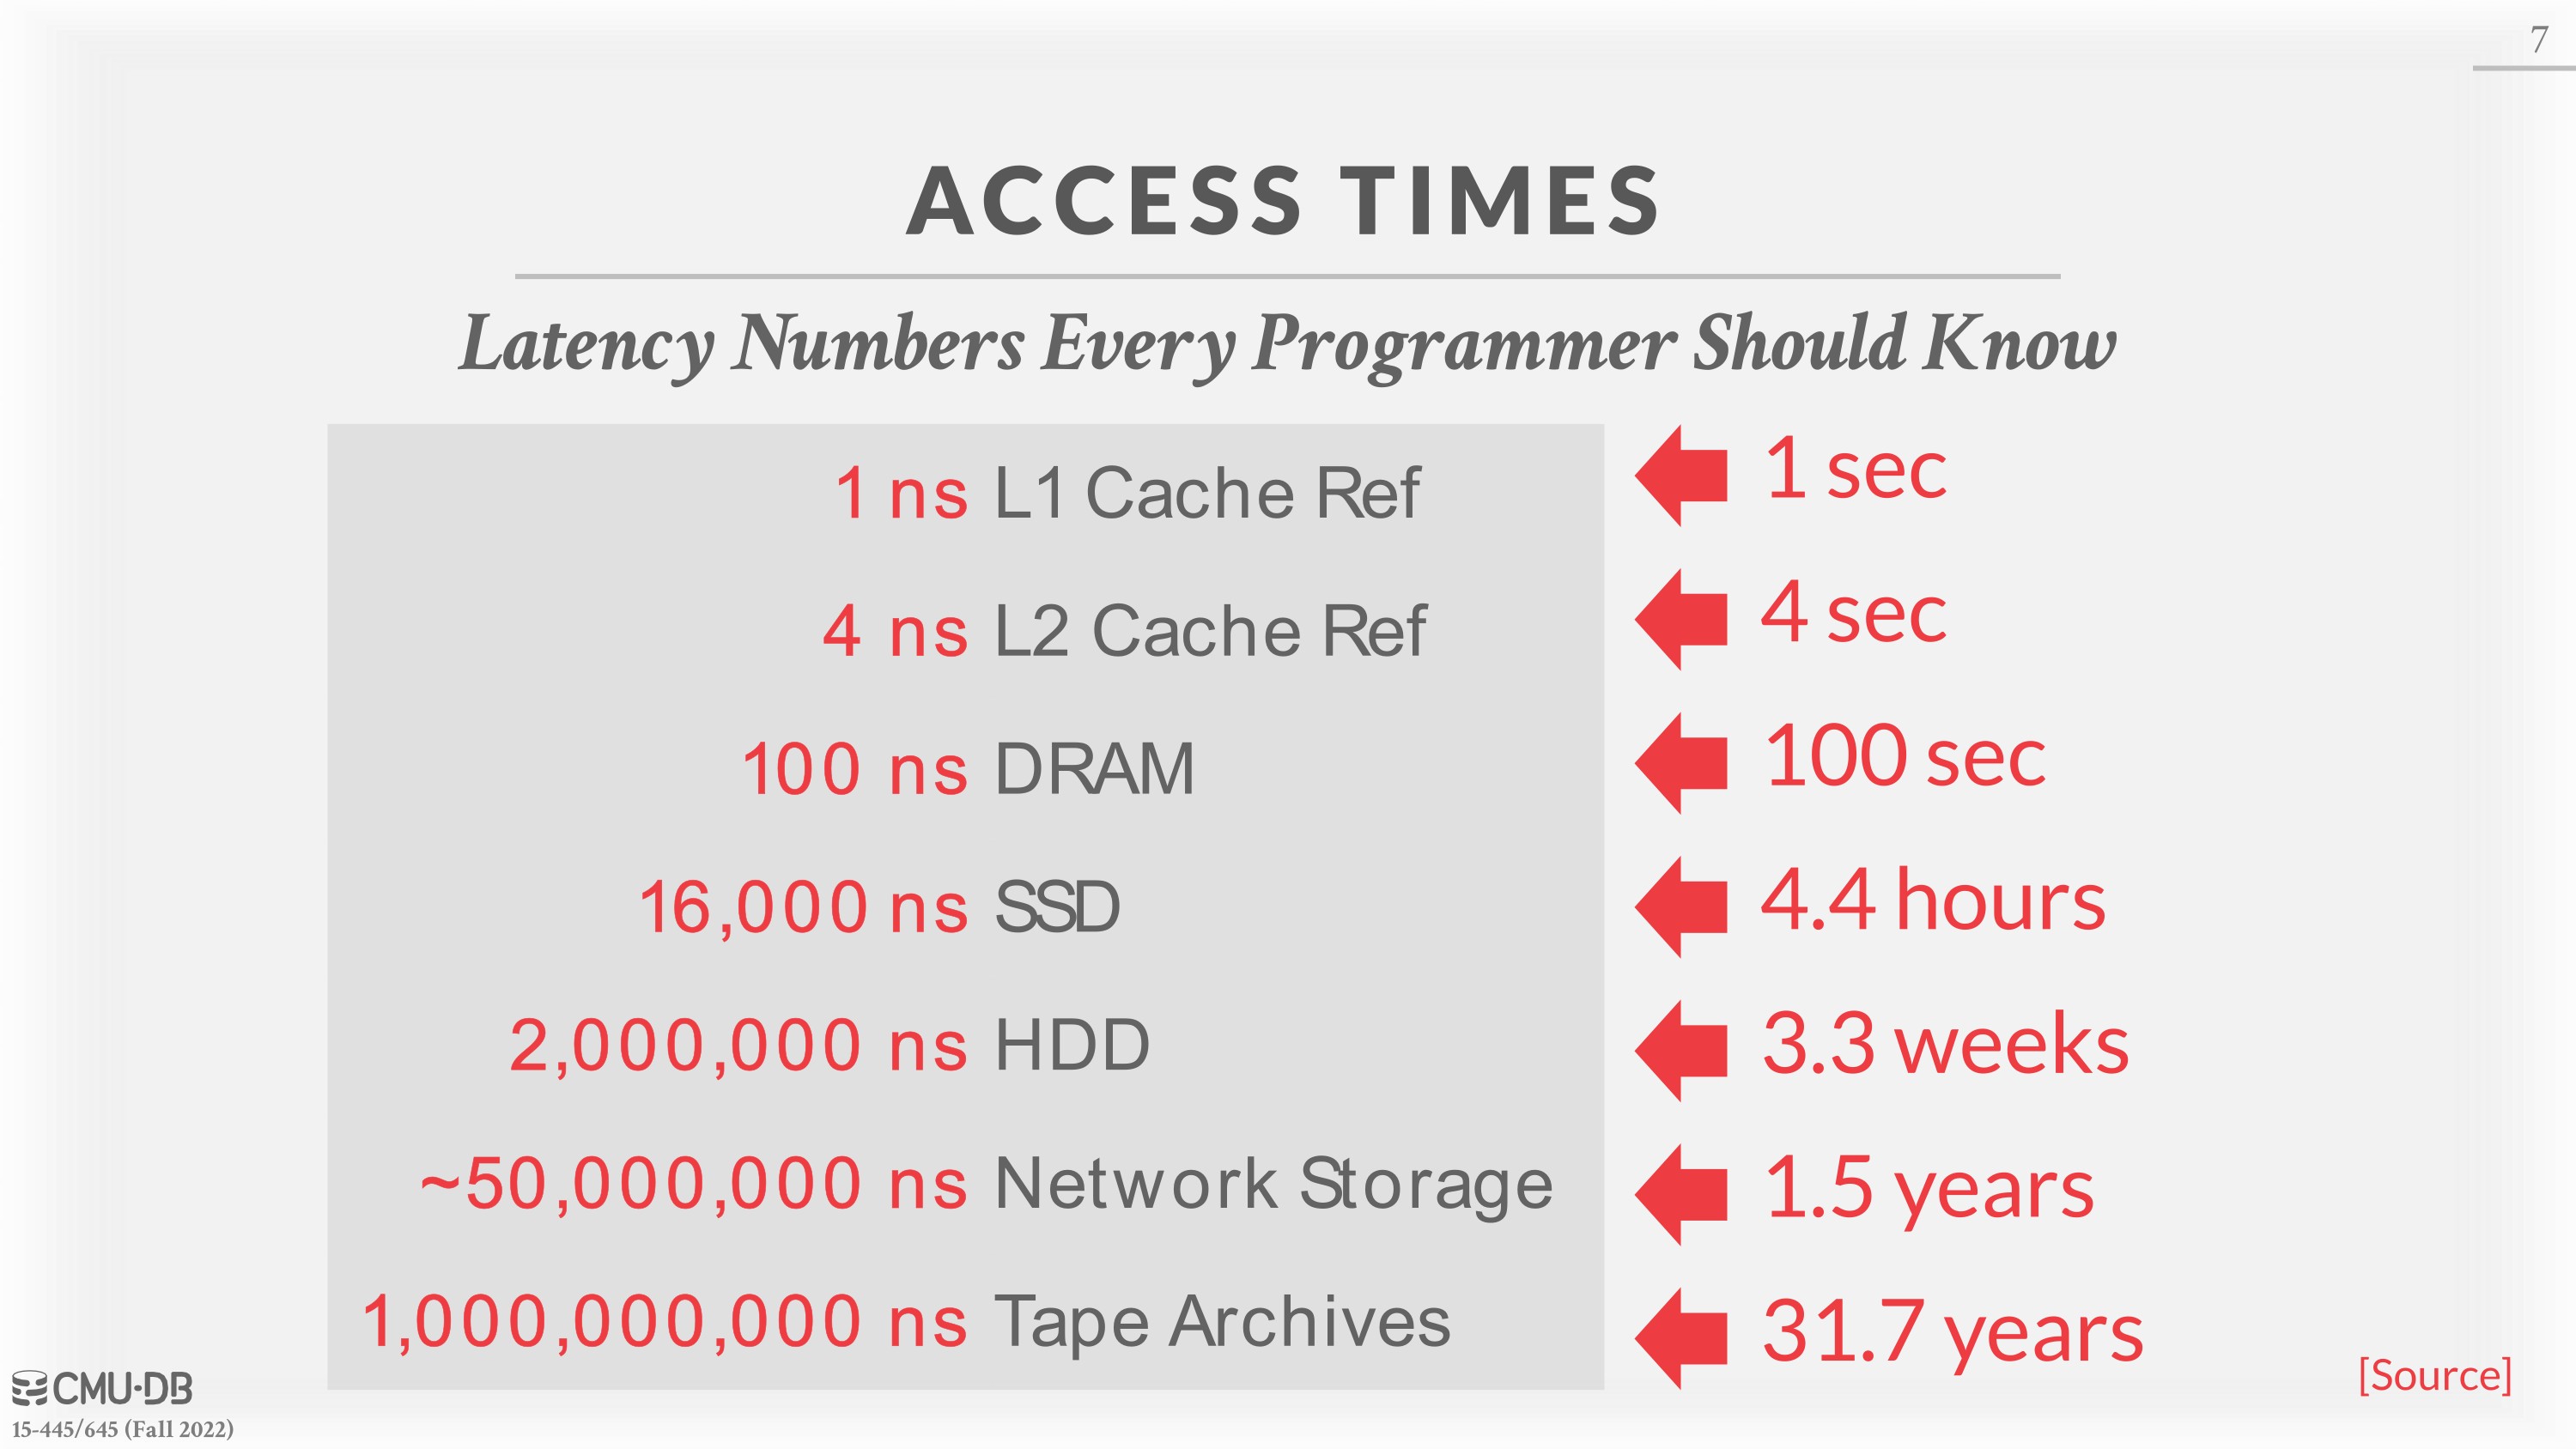 7
ACCESS TIMES
Latency Numbers Every Programmer Should Know
1 ns L1 Cache Ref 1 sec
4 ns L2 Cache Ref 4 sec
100 ns DRAM 100 sec
16,000 ns SSD 4.4 hours
2,000,000 ns HDD 3.3 weeks
~50,000,000 ns Network Storage 1.5 years
1,000,000,000 ns Tape Archives 31.7 years
[Source]
CMU·DB
15-445/645 (Fall 2022)